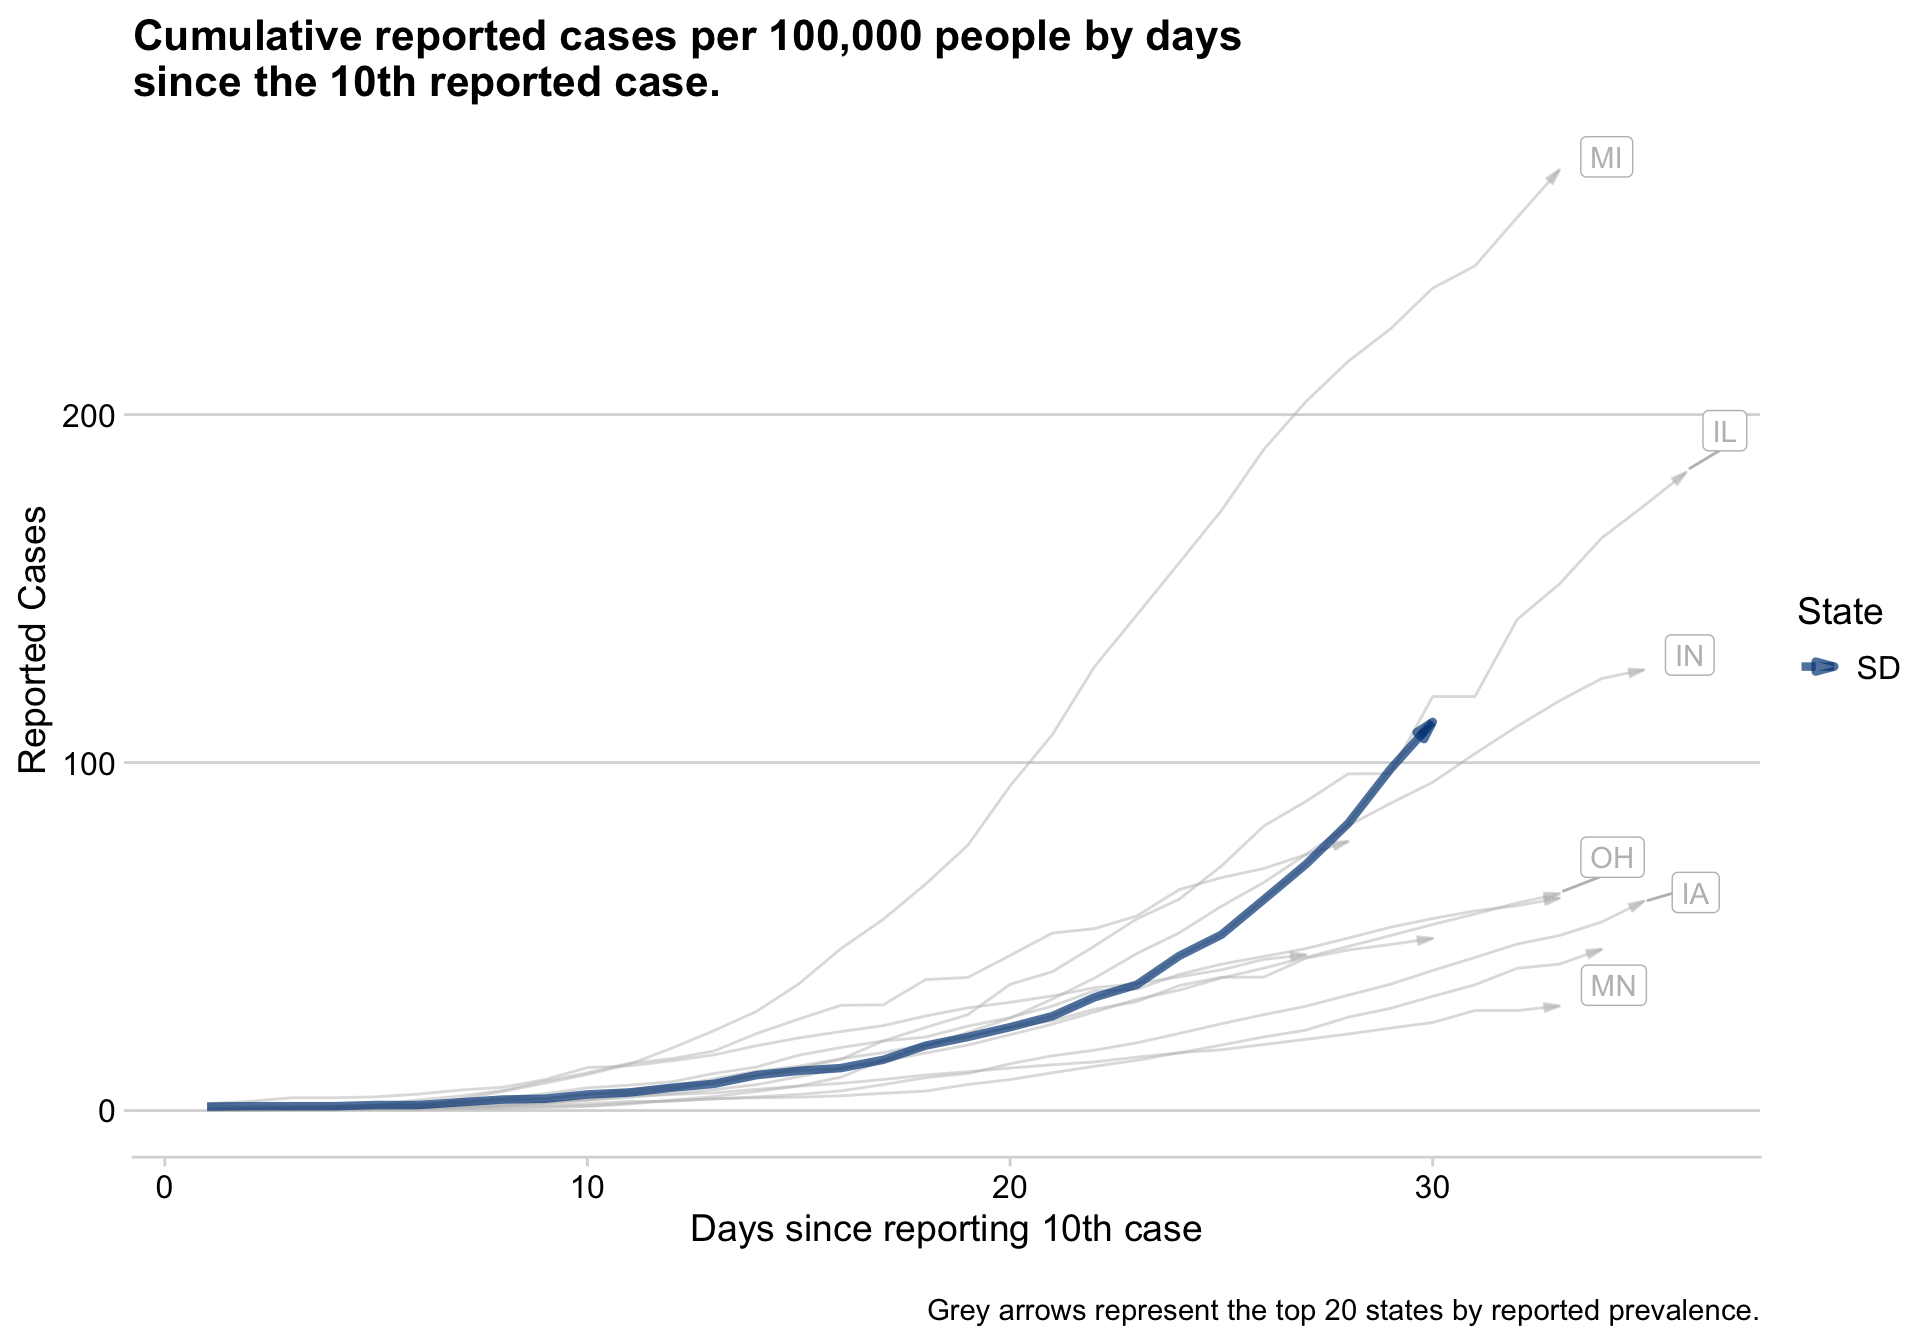 Cumulative reported cases per 100,000 people by days
since the 10th reported case.
MI
200
IL
Reported Cases
State
SD
IN
100
OH
IA
MN
0
0 10 20 30
Days since reporting 10th case
Grey arrows represent the top 20 states by reported prevalence.